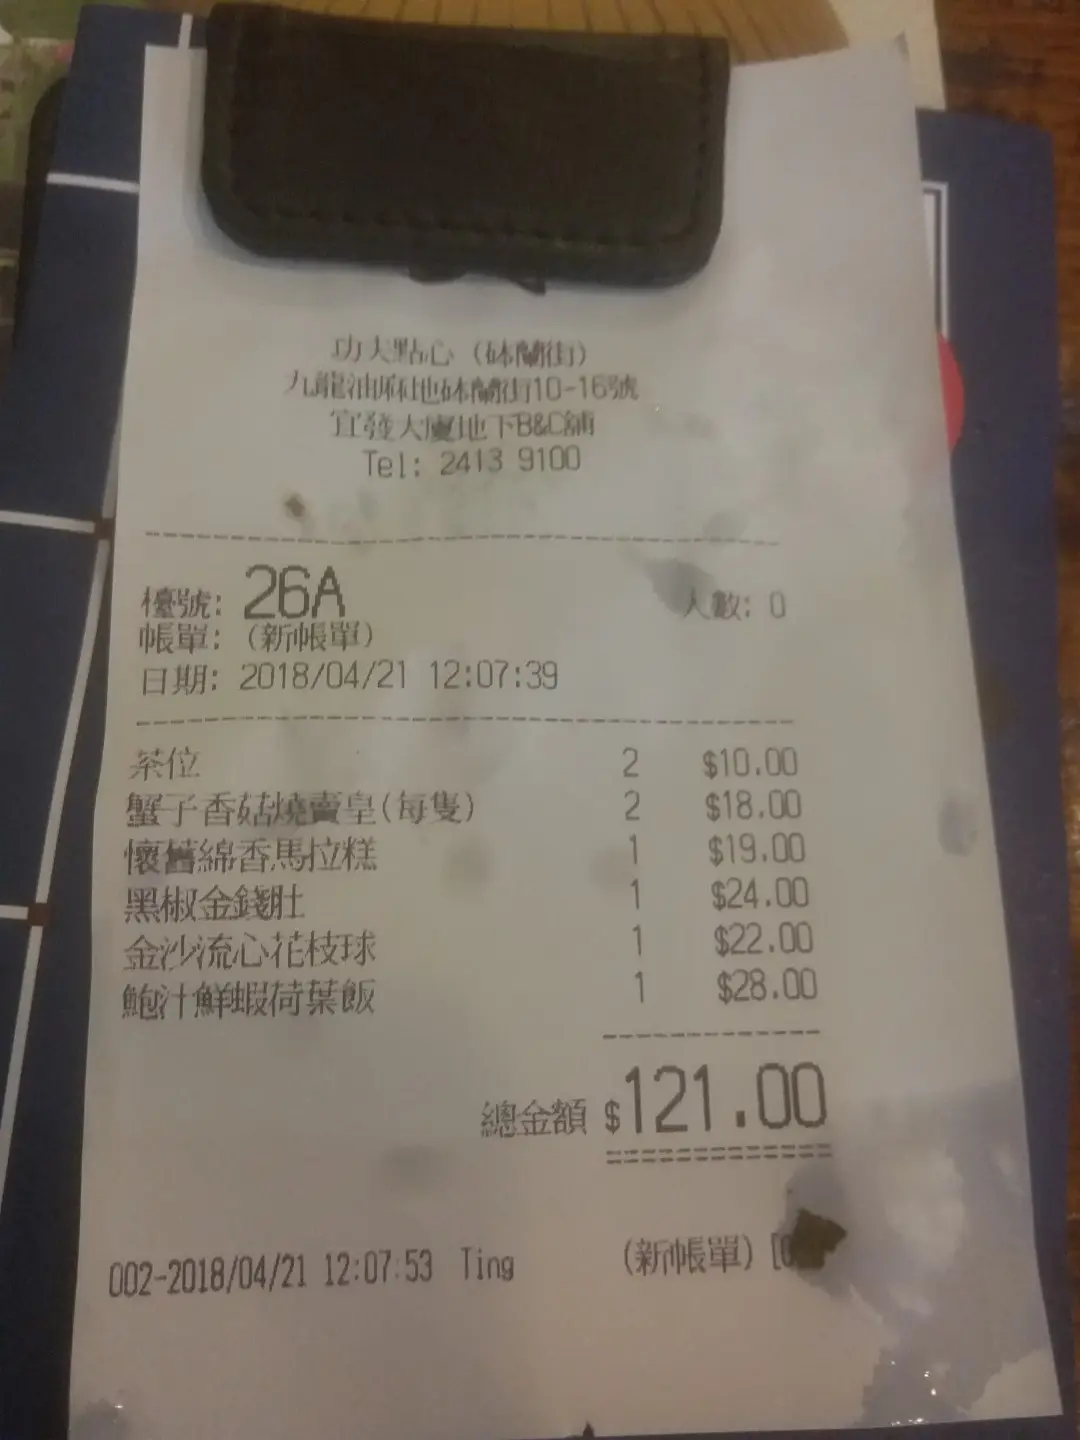 功夫點心 (砵蘭街)
九龍油麻地砵蘭街10-16號
宜發大廈地下B&C舖
Tel: 2413 9100
檯號: 26A 人數: 0
帳單: (新帳單)
日期: 2018/04/21 12:07:39
茶位 2 $10.00
蟹子香菇燒賣皇(每隻) 2 $18.00
懷舊綿香馬拉糕 1 $19.00
黑椒金錢肚 1 $24.00
金沙流心花枝球 1 $22.00
鮑汁鮮蝦荷葉飯 1 $28.00
總金額 $121.00
002-2018/04/21 12:07:53 Ting (新帳單)